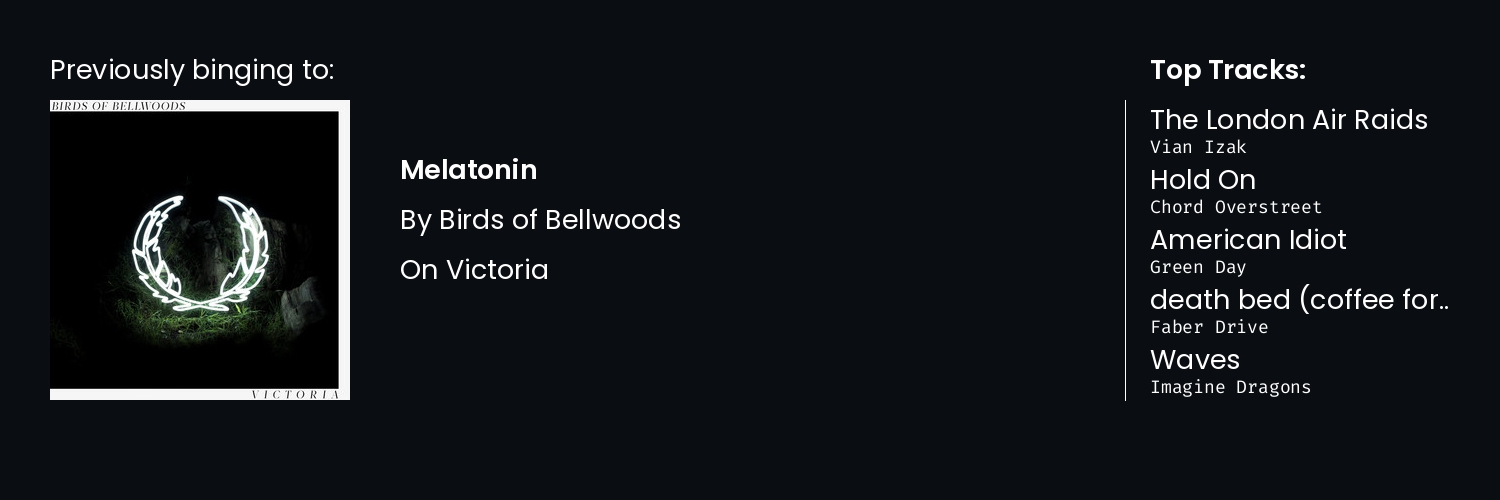 Previously binging to:
BIRDS OF BELLWOODS
VICTORIA
Melatonin
By Birds of Bellwoods
On Victoria
Top Tracks:
The London Air Raids
Vian Izak
Hold On
Chord Overstreet
American Idiot
Green Day
death bed (coffee for..
Faber Drive
Waves
Imagine Dragons